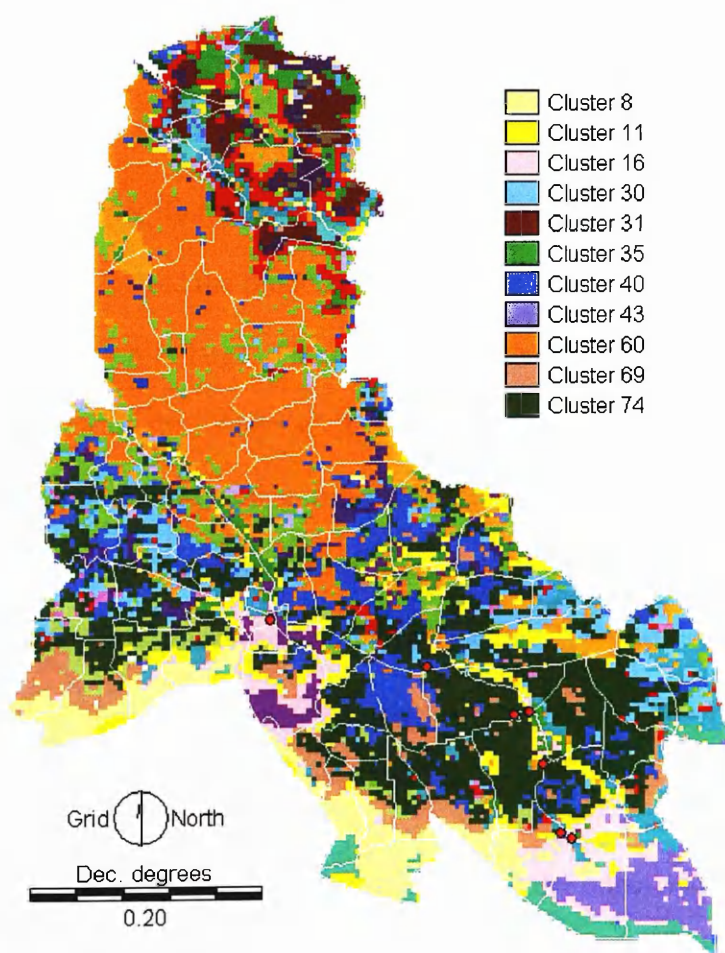 Cluster 8
Cluster 11
Cluster 16
Cluster 30
Cluster 31
Cluster 35
Cluster 40
Cluster 43
Cluster 60
Cluster 69
Cluster 74
Grid North
Dec. degrees
0.20